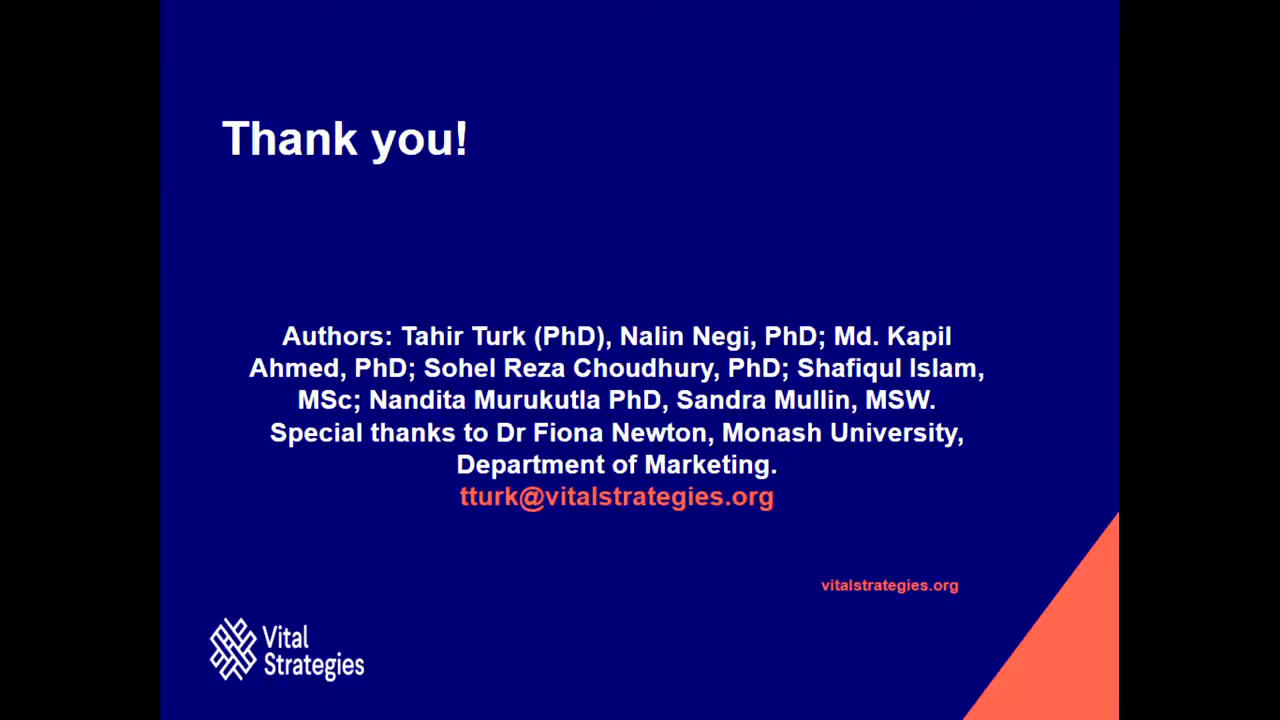 Thank you!
Authors: Tahir Turk (PhD), Nalin Negi, PhD; Md. Kapil
Ahmed, PhD; Sohel Reza Choudhury, PhD; Shafiqul Islam,
MSc; Nandita Murukutla PhD, Sandra Mullin, MSW.
Special thanks to Dr Fiona Newton, Monash University,
Department of Marketing.
tturk@vitalstrategies.org
vitalstrategies.org
Vital
Strategies